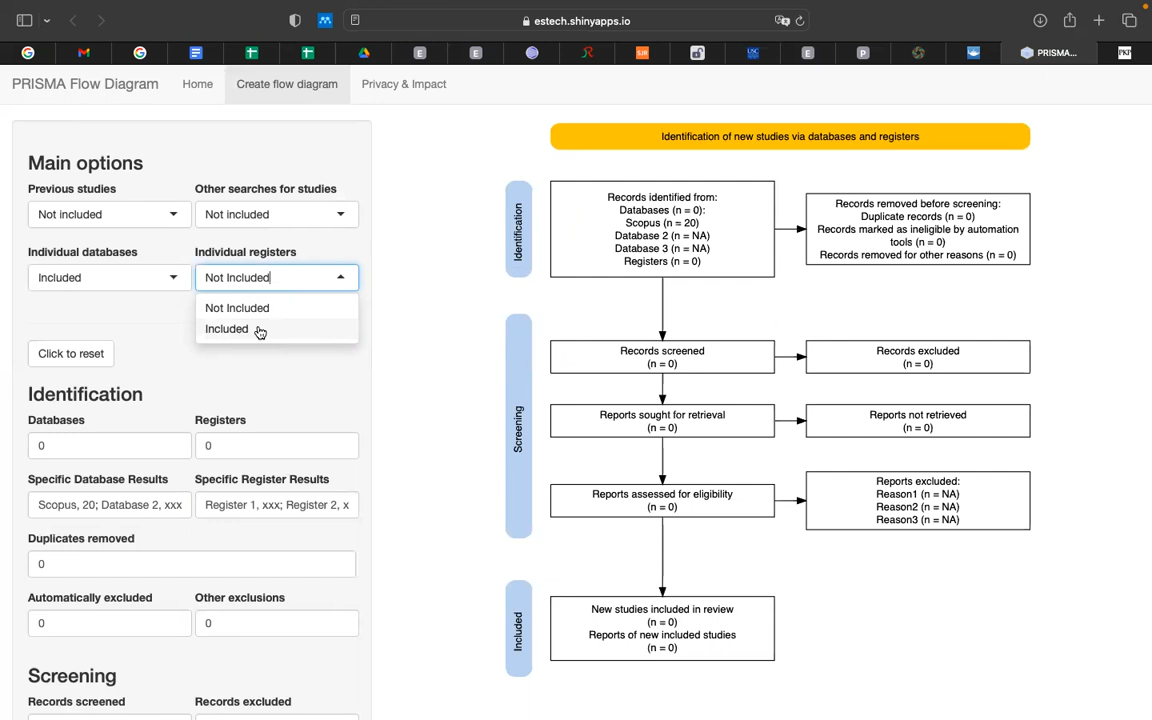 estech.shinyapps.io
PRISMA...
PRISMA Flow Diagram
Home
Create flow diagram
Privacy & Impact
Main options
Previous studies
Other searches for studies
Not included
Not included
Individual databases
Individual registers
Included
Not Included
Not Included
Included
Click to reset
Identification
Databases
Registers
0
0
Specific Database Results
Specific Register Results
Scopus, 20; Database 2, xxx
Register 1, xxx; Register 2, x
Duplicates removed
0
Automatically excluded
Other exclusions
0
0
Screening
Records screened
Records excluded
Identification of new studies via databases and registers
Identification
Records identified from:
Databases (n = 0):
Scopus (n = 20)
Database 2 (n = NA)
Database 3 (n = NA)
Registers (n = 0)
Records removed before screening:
Duplicate records (n = 0)
Records marked as ineligible by automation
tools (n = 0)
Records removed for other reasons (n = 0)
Screening
Records screened
(n = 0)
Records excluded
(n = 0)
Reports sought for retrieval
(n = 0)
Reports not retrieved
(n = 0)
Reports assessed for eligibility
(n = 0)
Reports excluded:
Reason1 (n = NA)
Reason2 (n = NA)
Reason3 (n = NA)
Included
New studies included in review
(n = 0)
Reports of new included studies
(n = 0)